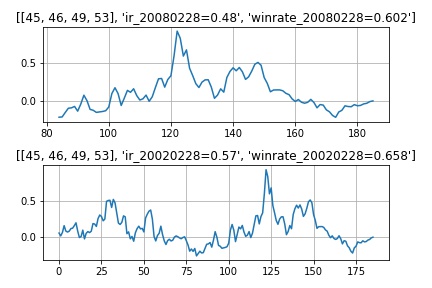 [[45, 46, 49, 53], 'ir_20080228=0.48', 'winrate_20080228=0.602']
0.5
0.0
80 100 120 140 160 180
[[45, 46, 49, 53], 'ir_20020228=0.57', 'winrate_20020228=0.658']
0.5
0.0
0 25 50 75 100 125 150 175